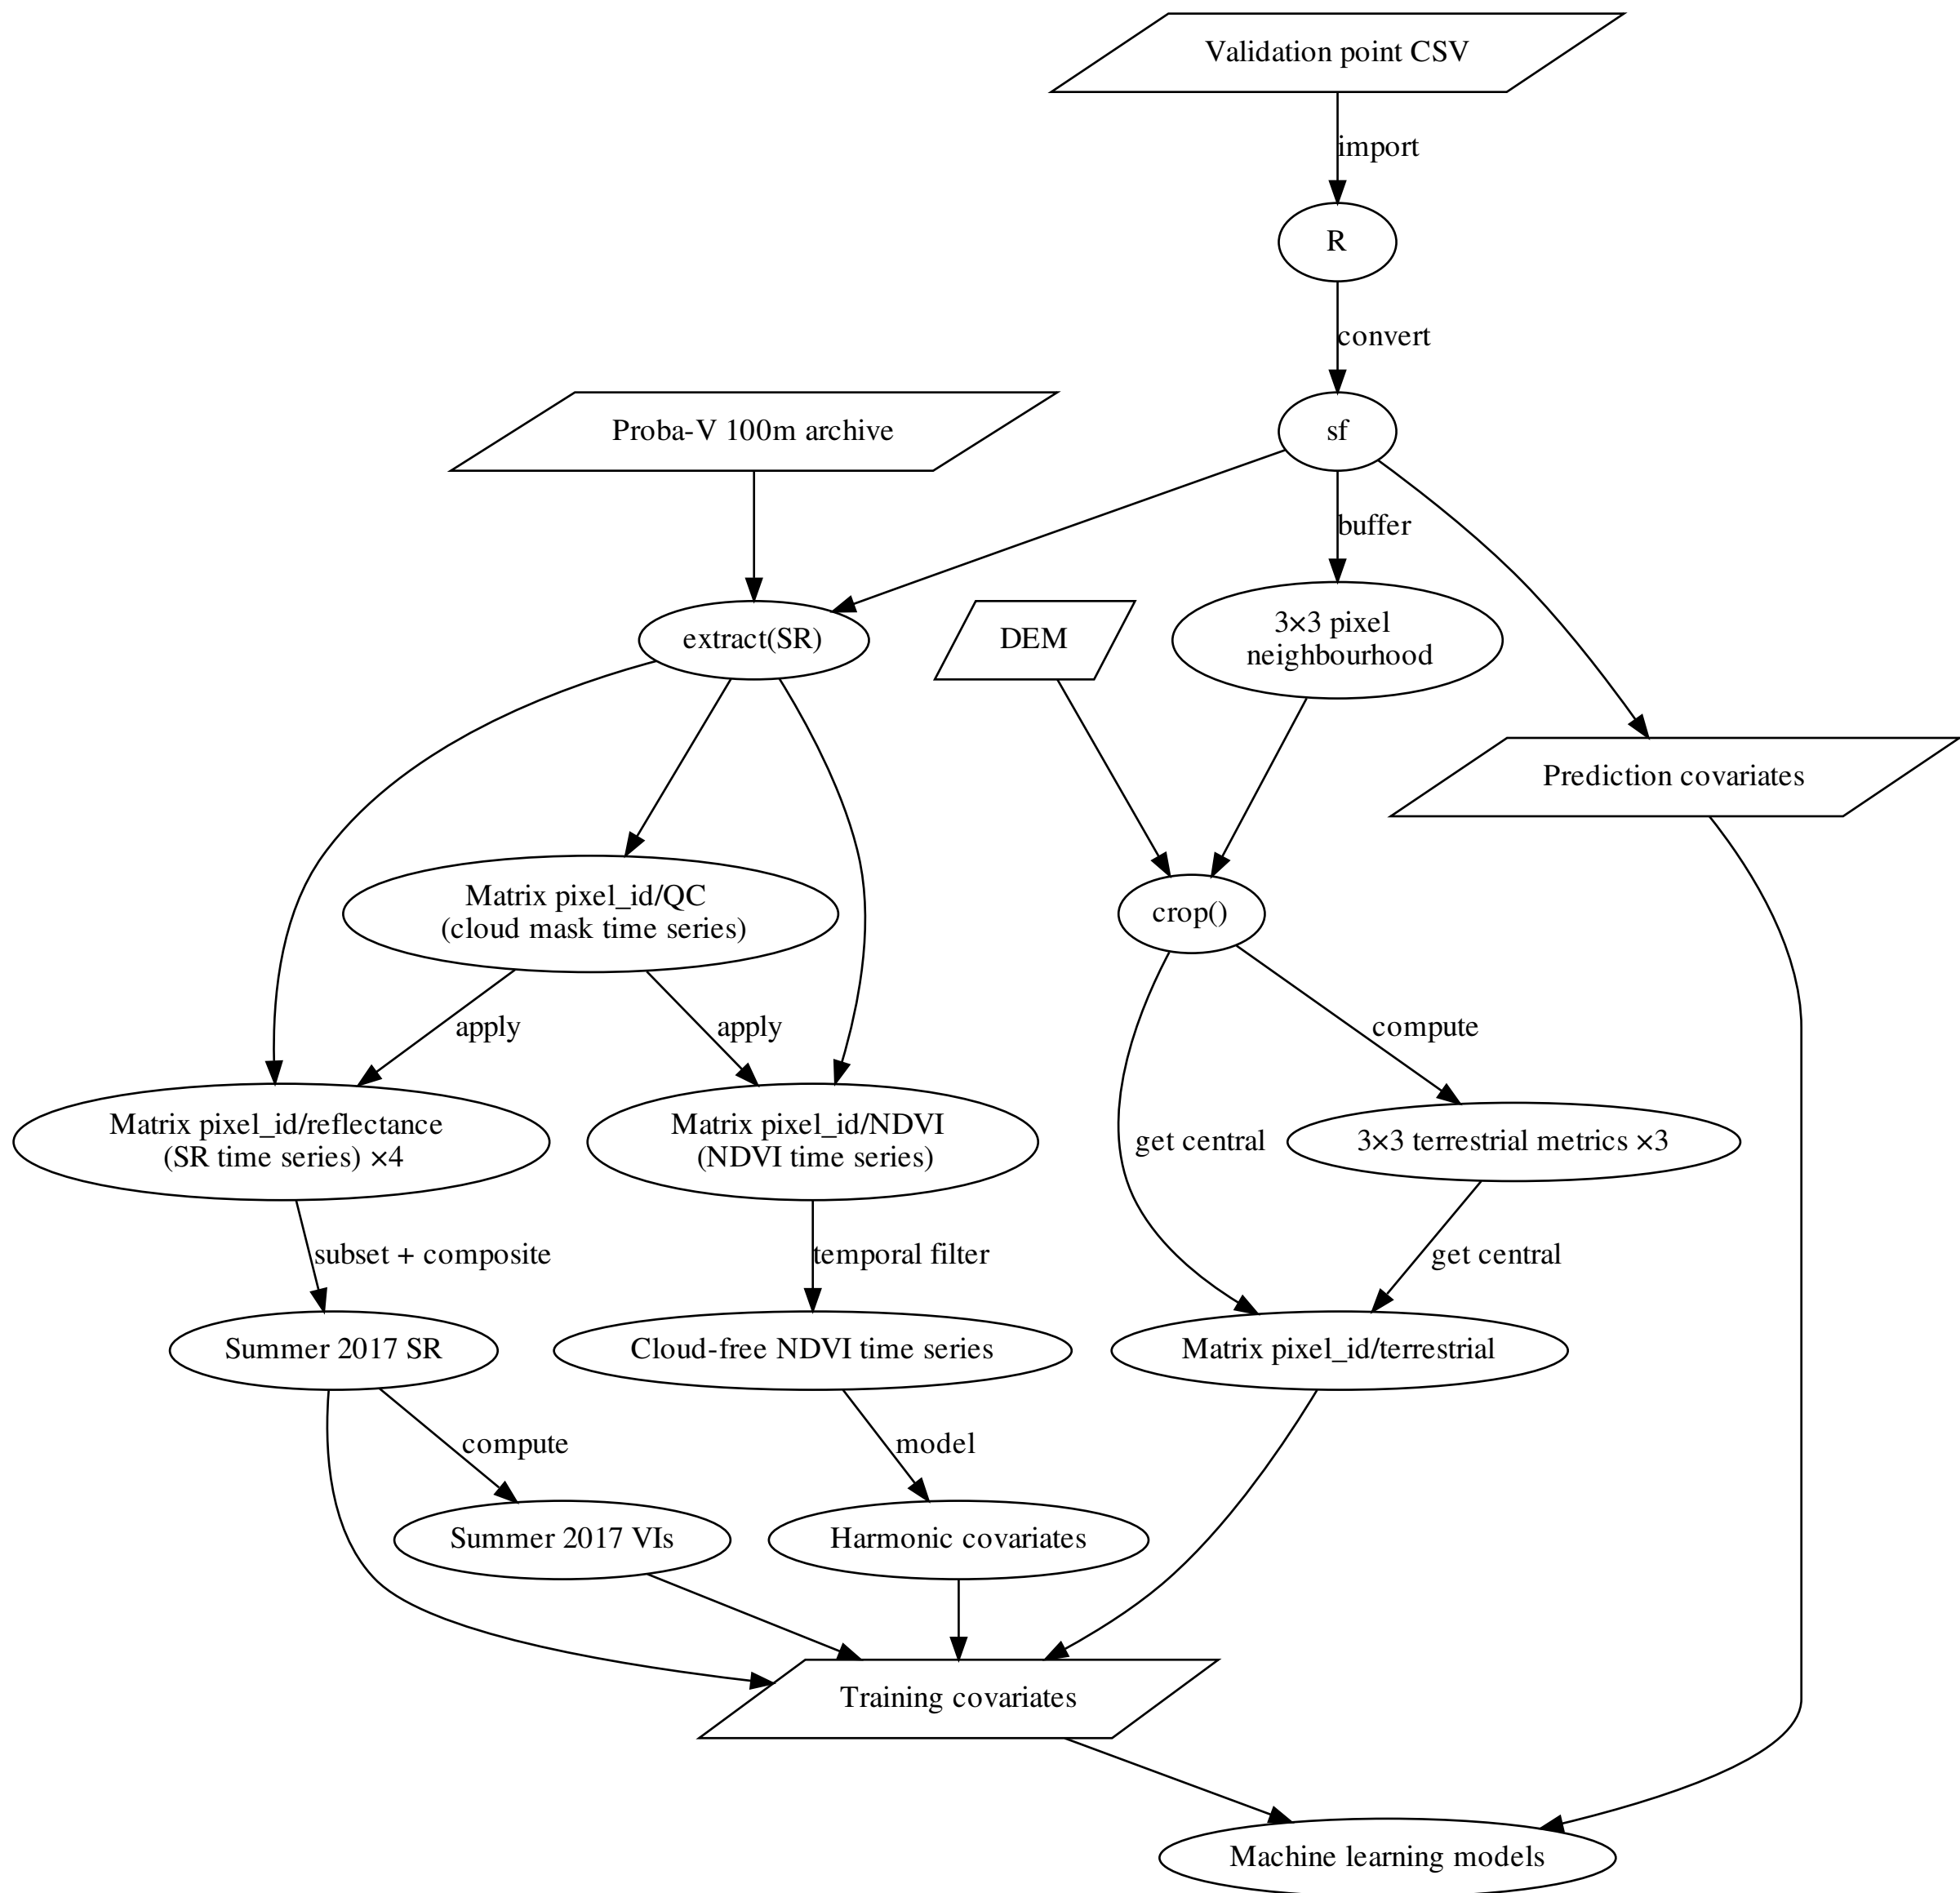 Validation point CSV
import
R
convert
Proba-V 100m archive
sf
buffer
extract(SR)
DEM
3×3 pixel
neighbourhood
Prediction covariates
Matrix pixel_id/QC
(cloud mask time series)
crop()
apply
apply
compute
Matrix pixel_id/reflectance
(SR time series) ×4
Matrix pixel_id/NDVI
(NDVI time series)
get central
3×3 terrestrial metrics ×3
subset + composite
temporal filter
get central
Summer 2017 SR
Cloud-free NDVI time series
Matrix pixel_id/terrestrial
compute
model
Summer 2017 VIs
Harmonic covariates
Training covariates
Machine learning models